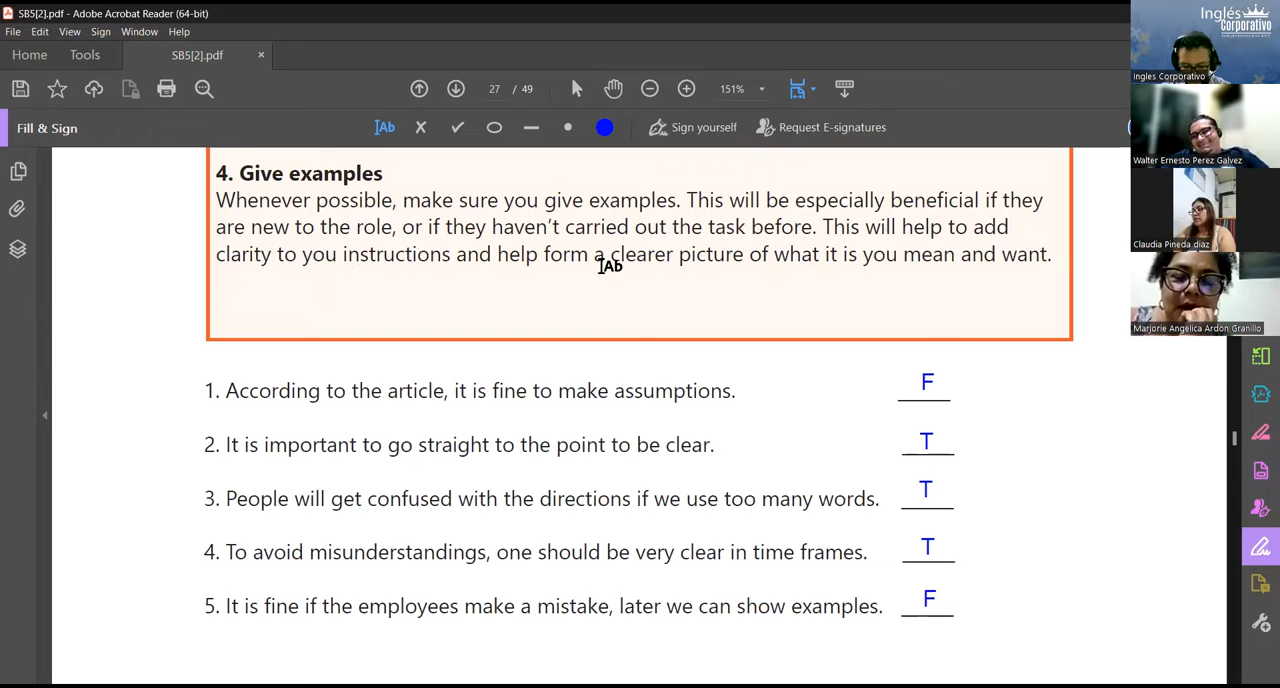 SB5[2].pdf - Adobe Acrobat Reader (64-bit)
File Edit View Sign Window Help
Home Tools SB5[2].pdf ×
27 / 49 151%
Fill & Sign Ab Sign yourself Request E-signatures
4. Give examples
Whenever possible, make sure you give examples. This will be especially beneficial if they
are new to the role, or if they haven't carried out the task before. This will help to add
clarity to you instructions and help form a clearer picture of what it is you mean and want.
Ab
1. According to the article, it is fine to make assumptions. F
2. It is important to go straight to the point to be clear. T
3. People will get confused with the directions if we use too many words. T
4. To avoid misunderstandings, one should be very clear in time frames. T
5. It is fine if the employees make a mistake, later we can show examples. F
Inglés
Corporativo
Ingles Corporativo
Walter Ernesto Perez Galvez
Claudia Pineda diaz
Marjorie Angelica Ardon Granillo